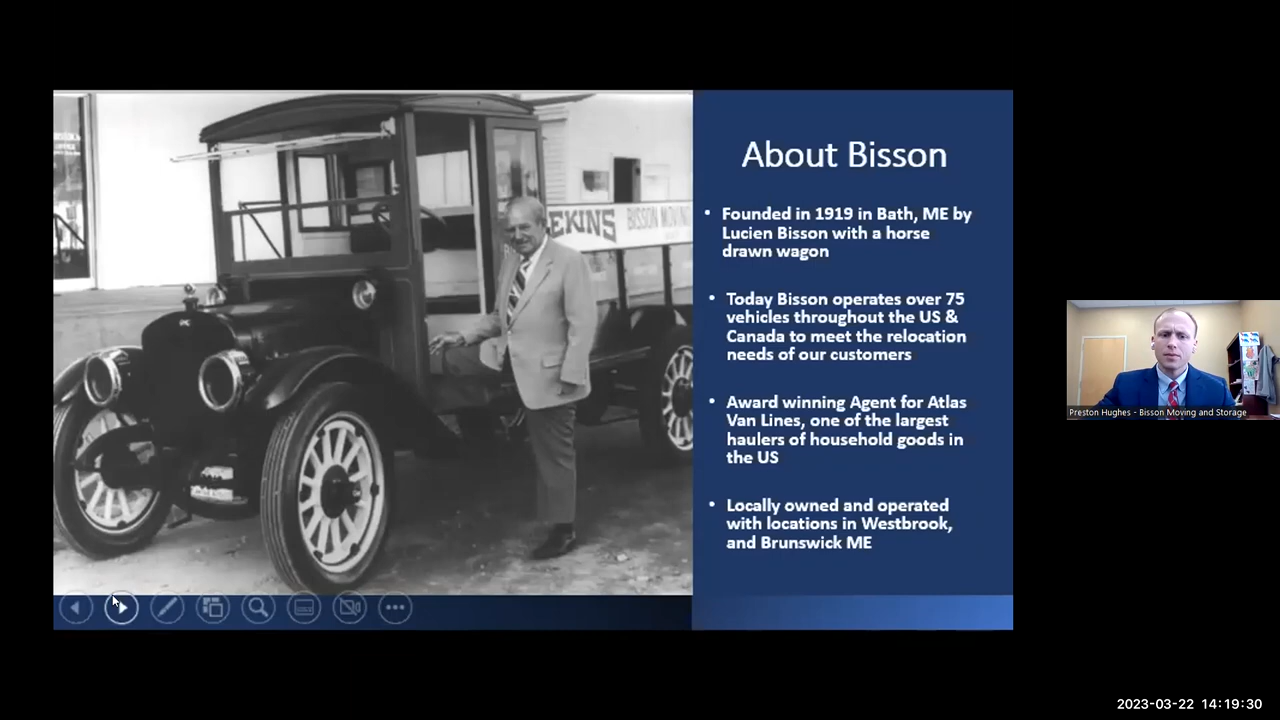 EKINS
BISSON MOVING
About Bisson
• Founded in 1919 in Bath, ME by
Lucien Bisson with a horse
drawn wagon
• Today Bisson operates over 75
vehicles throughout the US &
Canada to meet the relocation
needs of our customers
• Award winning Agent for Atlas
Van Lines, one of the largest
haulers of household goods in
the US
• Locally owned and operated
with locations in Westbrook,
and Brunswick ME
Preston Hughes - Bisson Moving and Storage
2023-03-22 14:19:30